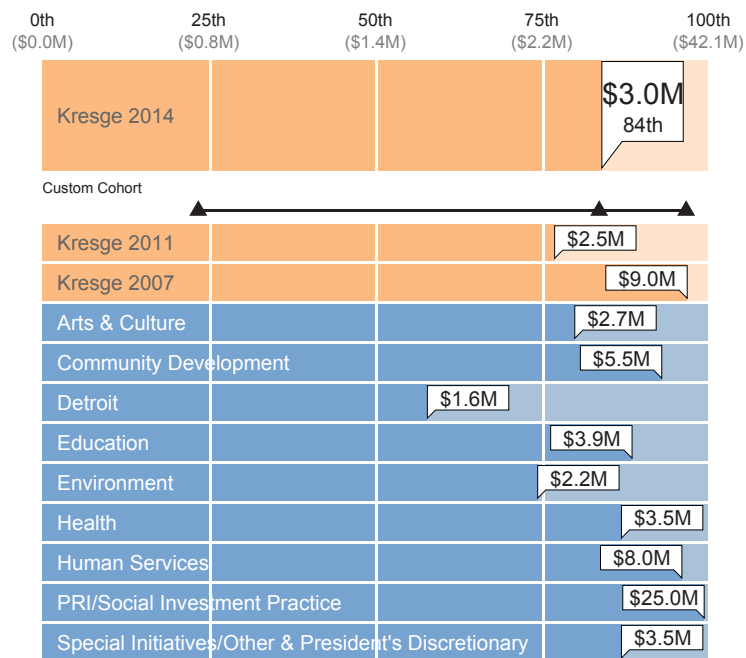 0th 25th 50th 75th 100th
($0.0M) ($0.8M) ($1.4M) ($2.2M) ($42.1M)
Kresge 2014 $3.0M
84th
Custom Cohort
Kresge 2011 $2.5M
Kresge 2007 $9.0M
Arts & Culture $2.7M
Community Development $5.5M
Detroit $1.6M
Education $3.9M
Environment $2.2M
Health $3.5M
Human Services $8.0M
PRI/Social Investment Practice $25.0M
Special Initiatives/Other & President's Discretionary $3.5M